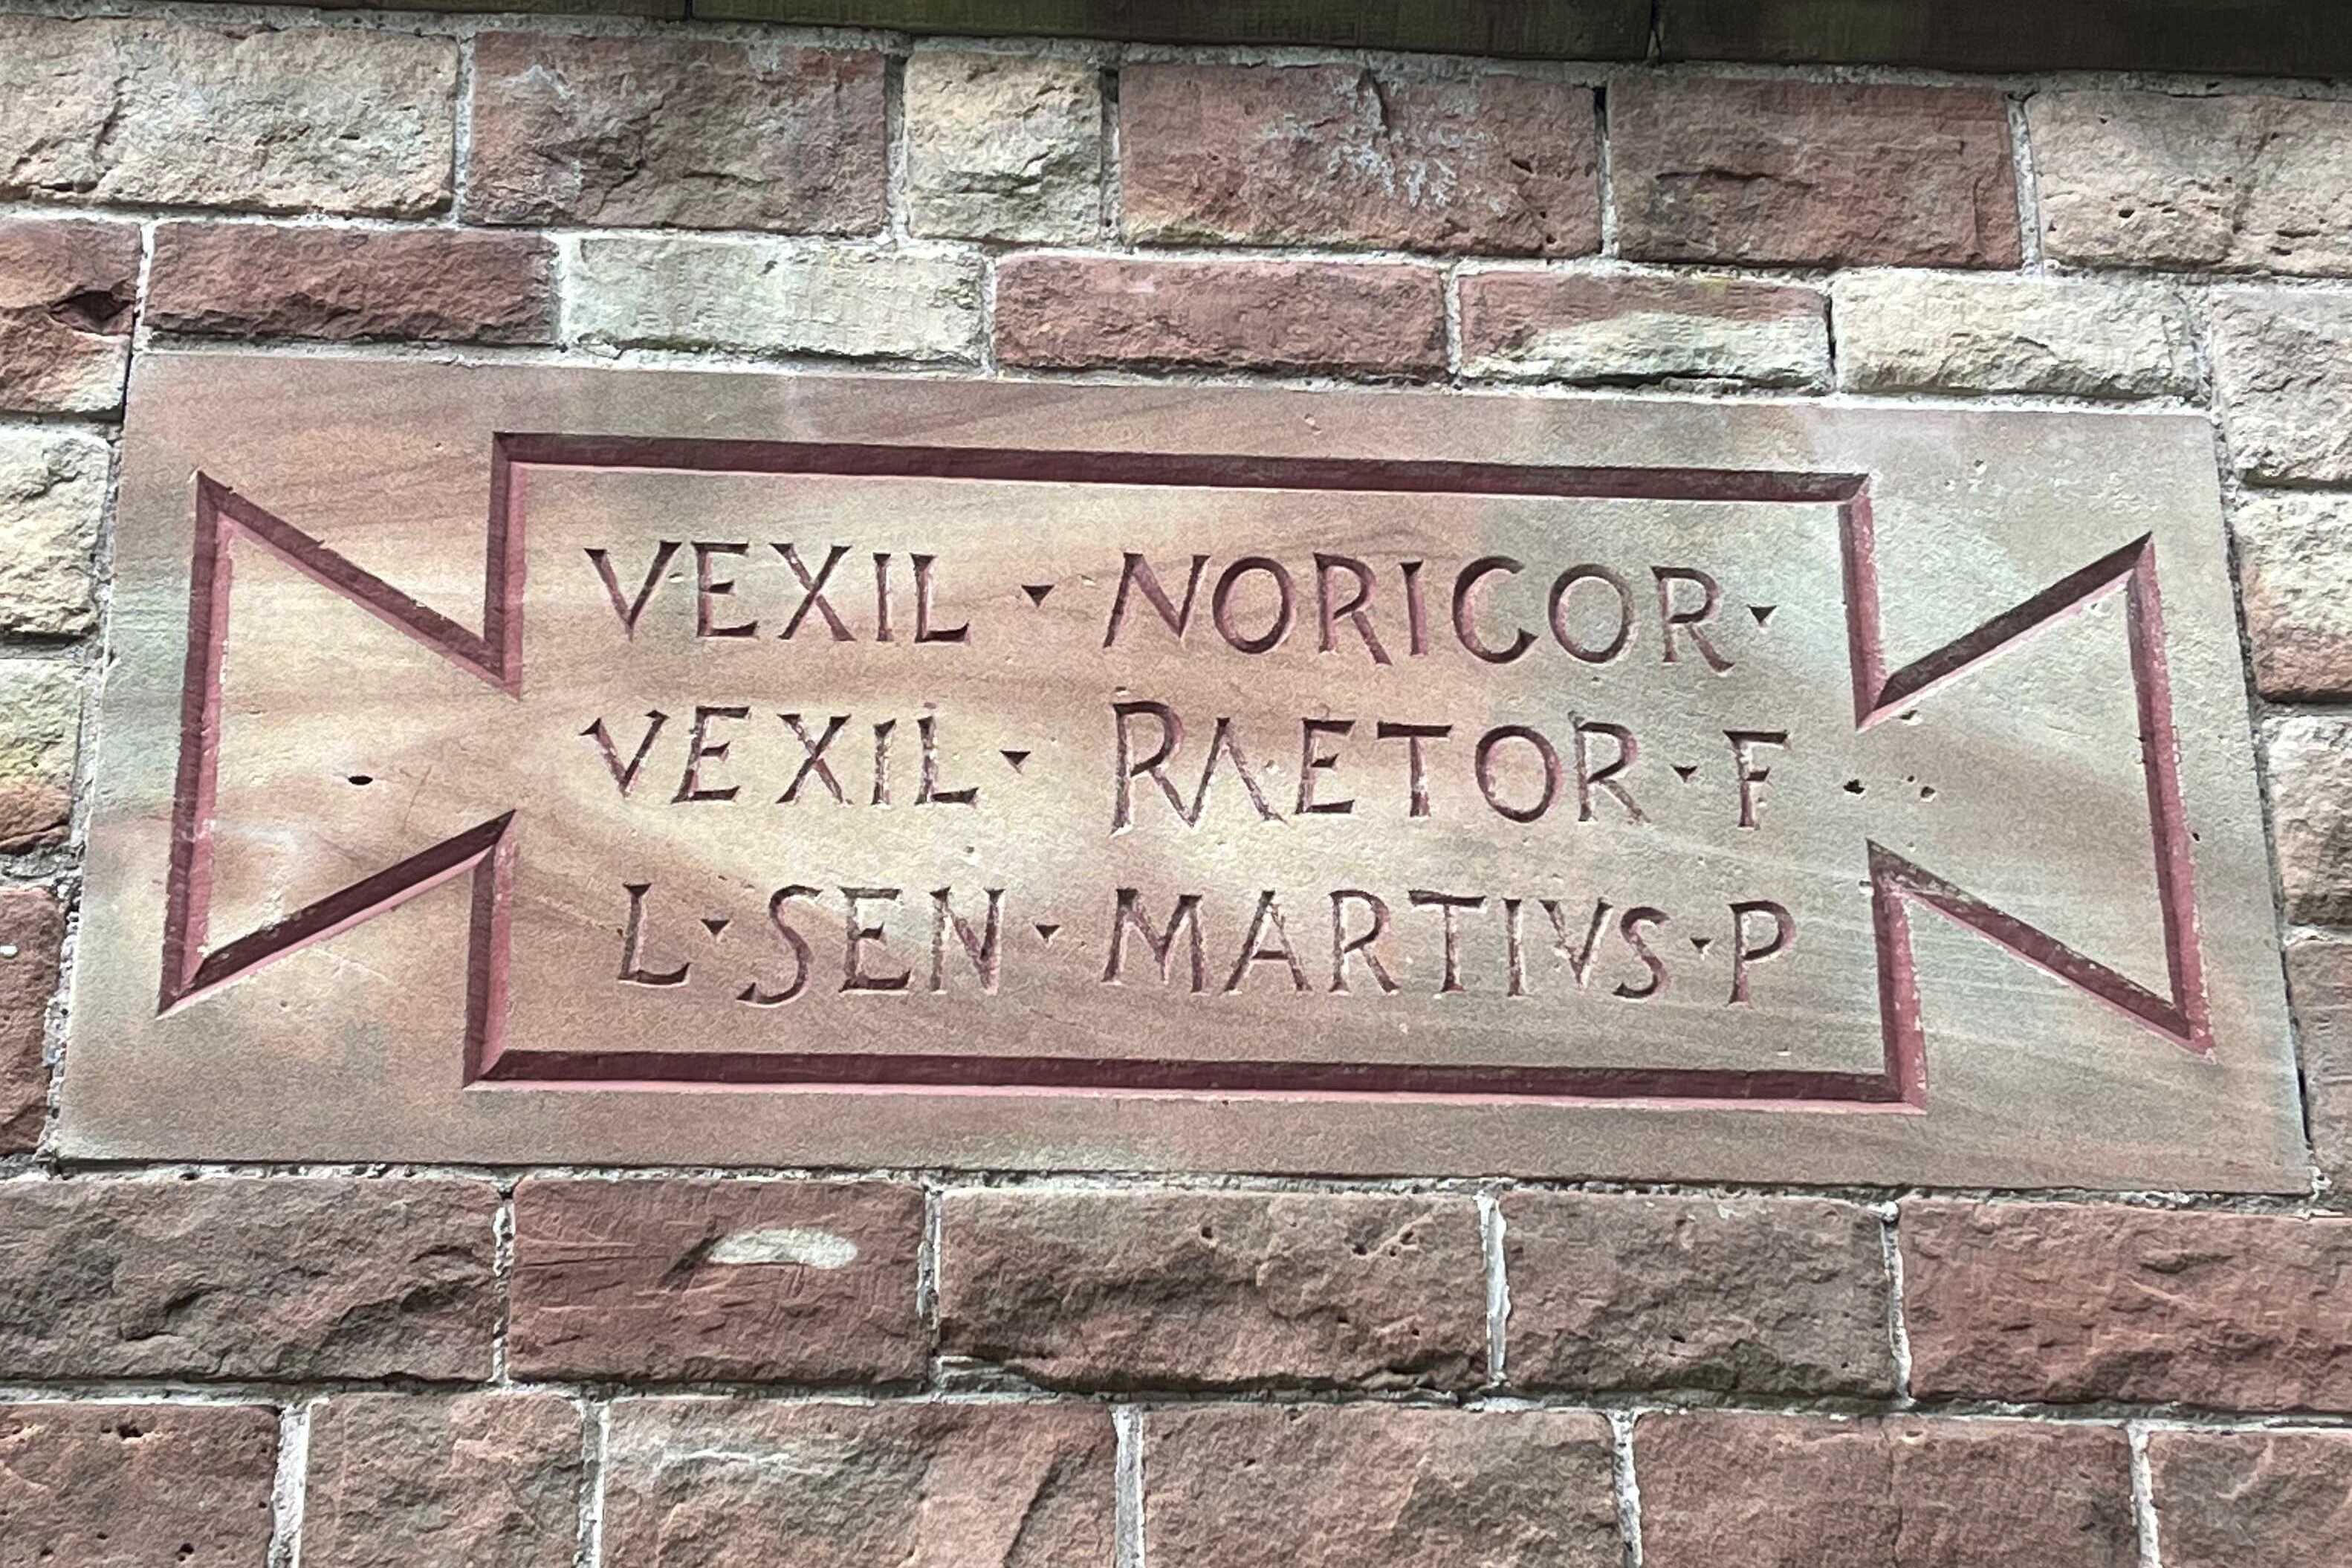 VEXIL · NORICOR ·
VEXIL · RAETOR · F
L · SEN · MARTIVS · P